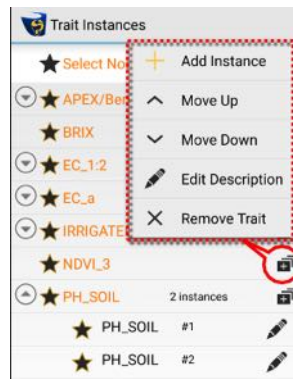 Trait Instances
Select No
Add Instance
APEX/Ber
Move Up
BRIX
Move Down
EC_1:2
Edit Description
EC_a
Remove Trait
IRRIGATE
NDVI_3
PH_SOIL 2 instances
PH_SOIL #1
PH_SOIL #2